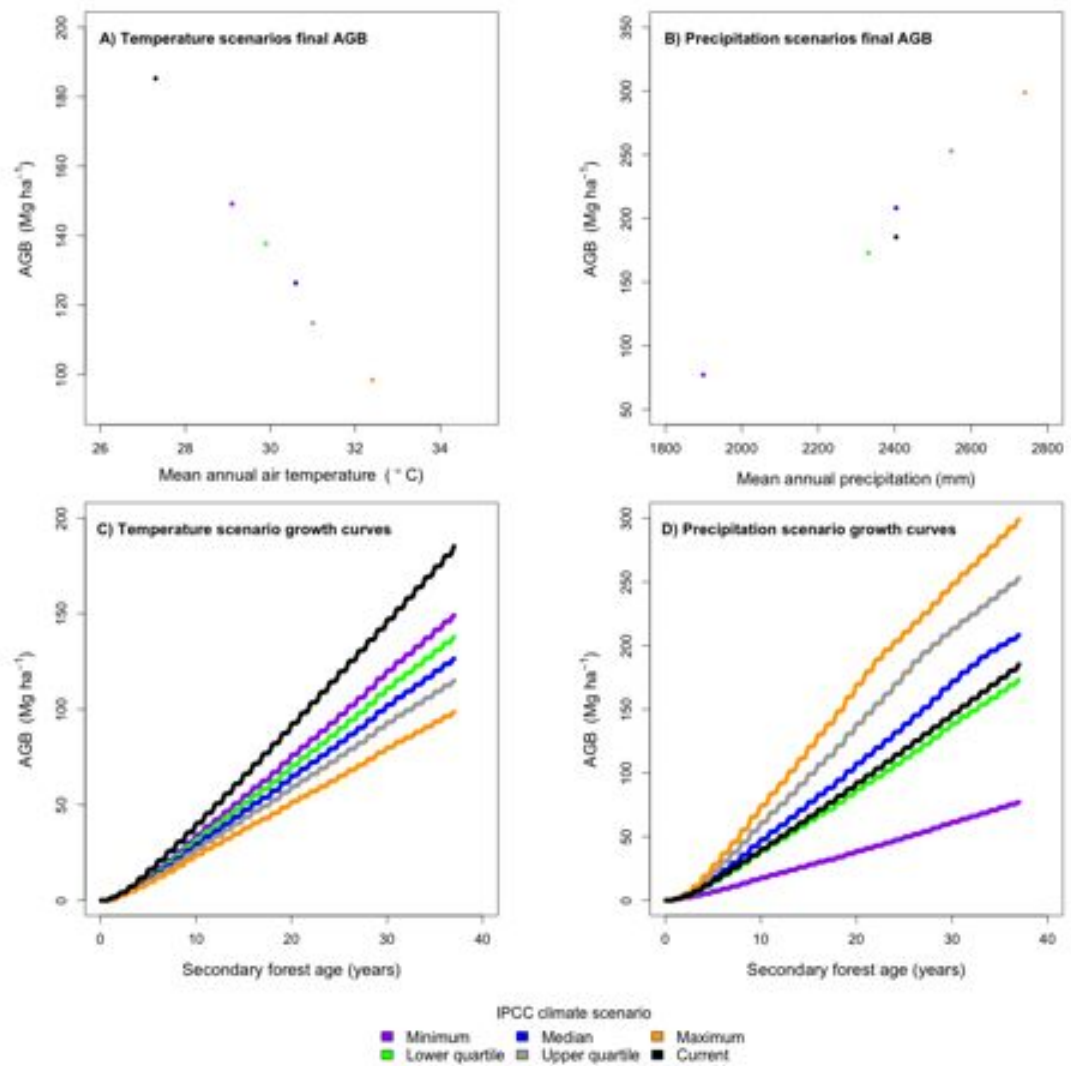 A) Temperature scenarios final AGB
200
180
160
140
120
100
AGB (Mg ha⁻¹)
26 28 30 32 34
Mean annual air temperature (°C)
B) Precipitation scenarios final AGB
350
300
250
200
150
100
50
AGB (Mg ha⁻¹)
1800 2000 2200 2400 2600 2800
Mean annual precipitation (mm)
C) Temperature scenario growth curves
200
150
100
50
0
AGB (Mg ha⁻¹)
0 10 20 30 40
Secondary forest age (years)
D) Precipitation scenario growth curves
300
250
200
150
100
50
0
AGB (Mg ha⁻¹)
0 10 20 30 40
Secondary forest age (years)
IPCC climate scenario
Minimum Median Maximum
Lower quartile Upper quartile Current